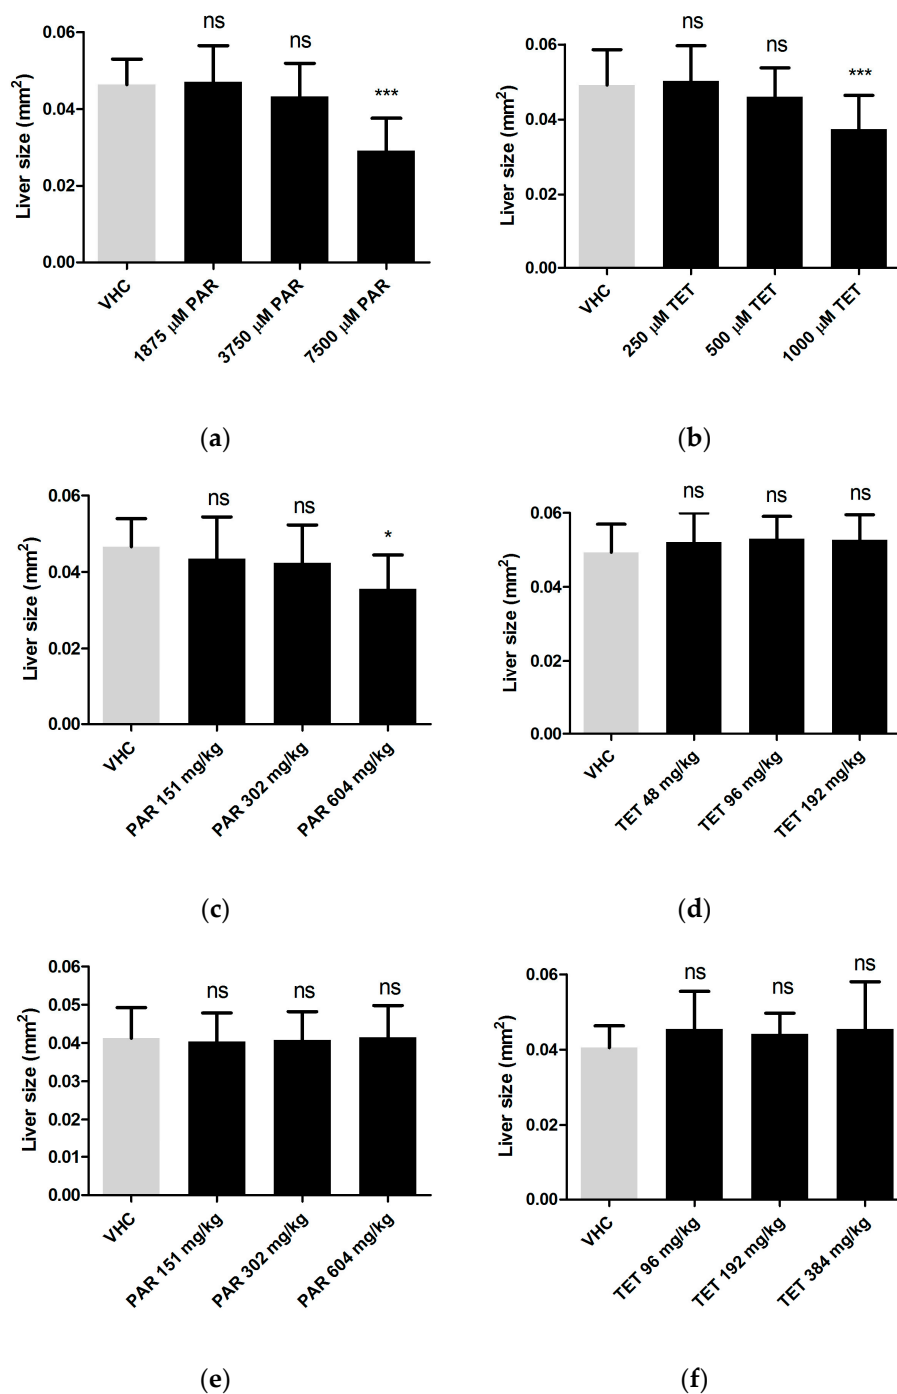 ns
ns
***
Liver size (mm²)
0.06
0.04
0.02
0.00
VHC
1875 µM PAR
3750 µM PAR
7500 µM PAR
(a)
ns
ns
***
Liver size (mm²)
0.06
0.04
0.02
0.00
VHC
250 µM TET
500 µM TET
1000 µM TET
(b)
ns
ns
*
Liver size (mm²)
0.06
0.04
0.02
0.00
VHC
PAR 151 mg/kg
PAR 302 mg/kg
PAR 604 mg/kg
(c)
ns
ns
ns
Liver size (mm²)
0.06
0.04
0.02
0.00
VHC
TET 48 mg/kg
TET 96 mg/kg
TET 192 mg/kg
(d)
ns
ns
ns
Liver size (mm²)
0.06
0.05
0.04
0.03
0.02
0.01
0.00
VHC
PAR 151 mg/kg
PAR 302 mg/kg
PAR 604 mg/kg
(e)
ns
ns
ns
Liver size (mm²)
0.06
0.04
0.02
0.00
VHC
TET 96 mg/kg
TET 192 mg/kg
TET 384 mg/kg
(f)